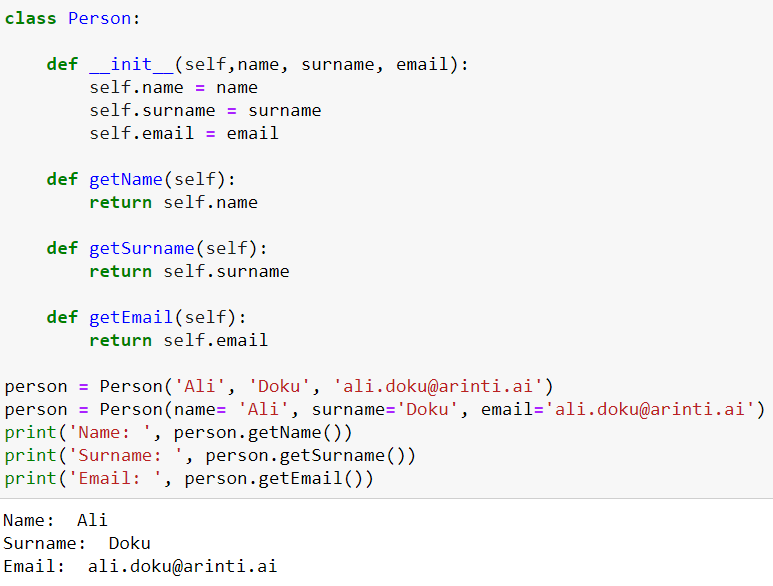 class Person:
    def __init__(self,name, surname, email):
        self.name = name
        self.surname = surname
        self.email = email
    def getName(self):
        return self.name
    def getSurname(self):
        return self.surname
    def getEmail(self):
        return self.email
person = Person('Ali', 'Doku', 'ali.doku@arinti.ai')
person = Person(name= 'Ali', surname='Doku', email='ali.doku@arinti.ai')
print('Name: ', person.getName())
print('Surname: ', person.getSurname())
print('Email: ', person.getEmail())
Name:  Ali
Surname:  Doku
Email:  ali.doku@arinti.ai